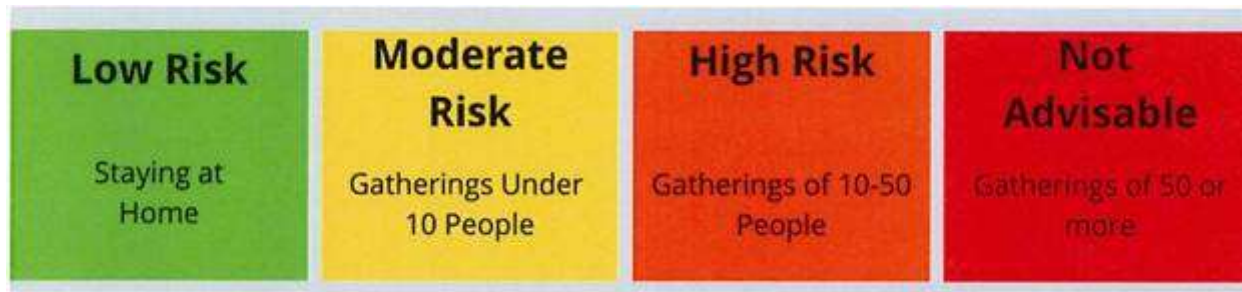 Low Risk
Staying at
Home
Moderate
Risk
Gatherings Under
10 People
High Risk
Gatherings of 10-50
People
Not
Advisable
Gatherings of 50 or
more